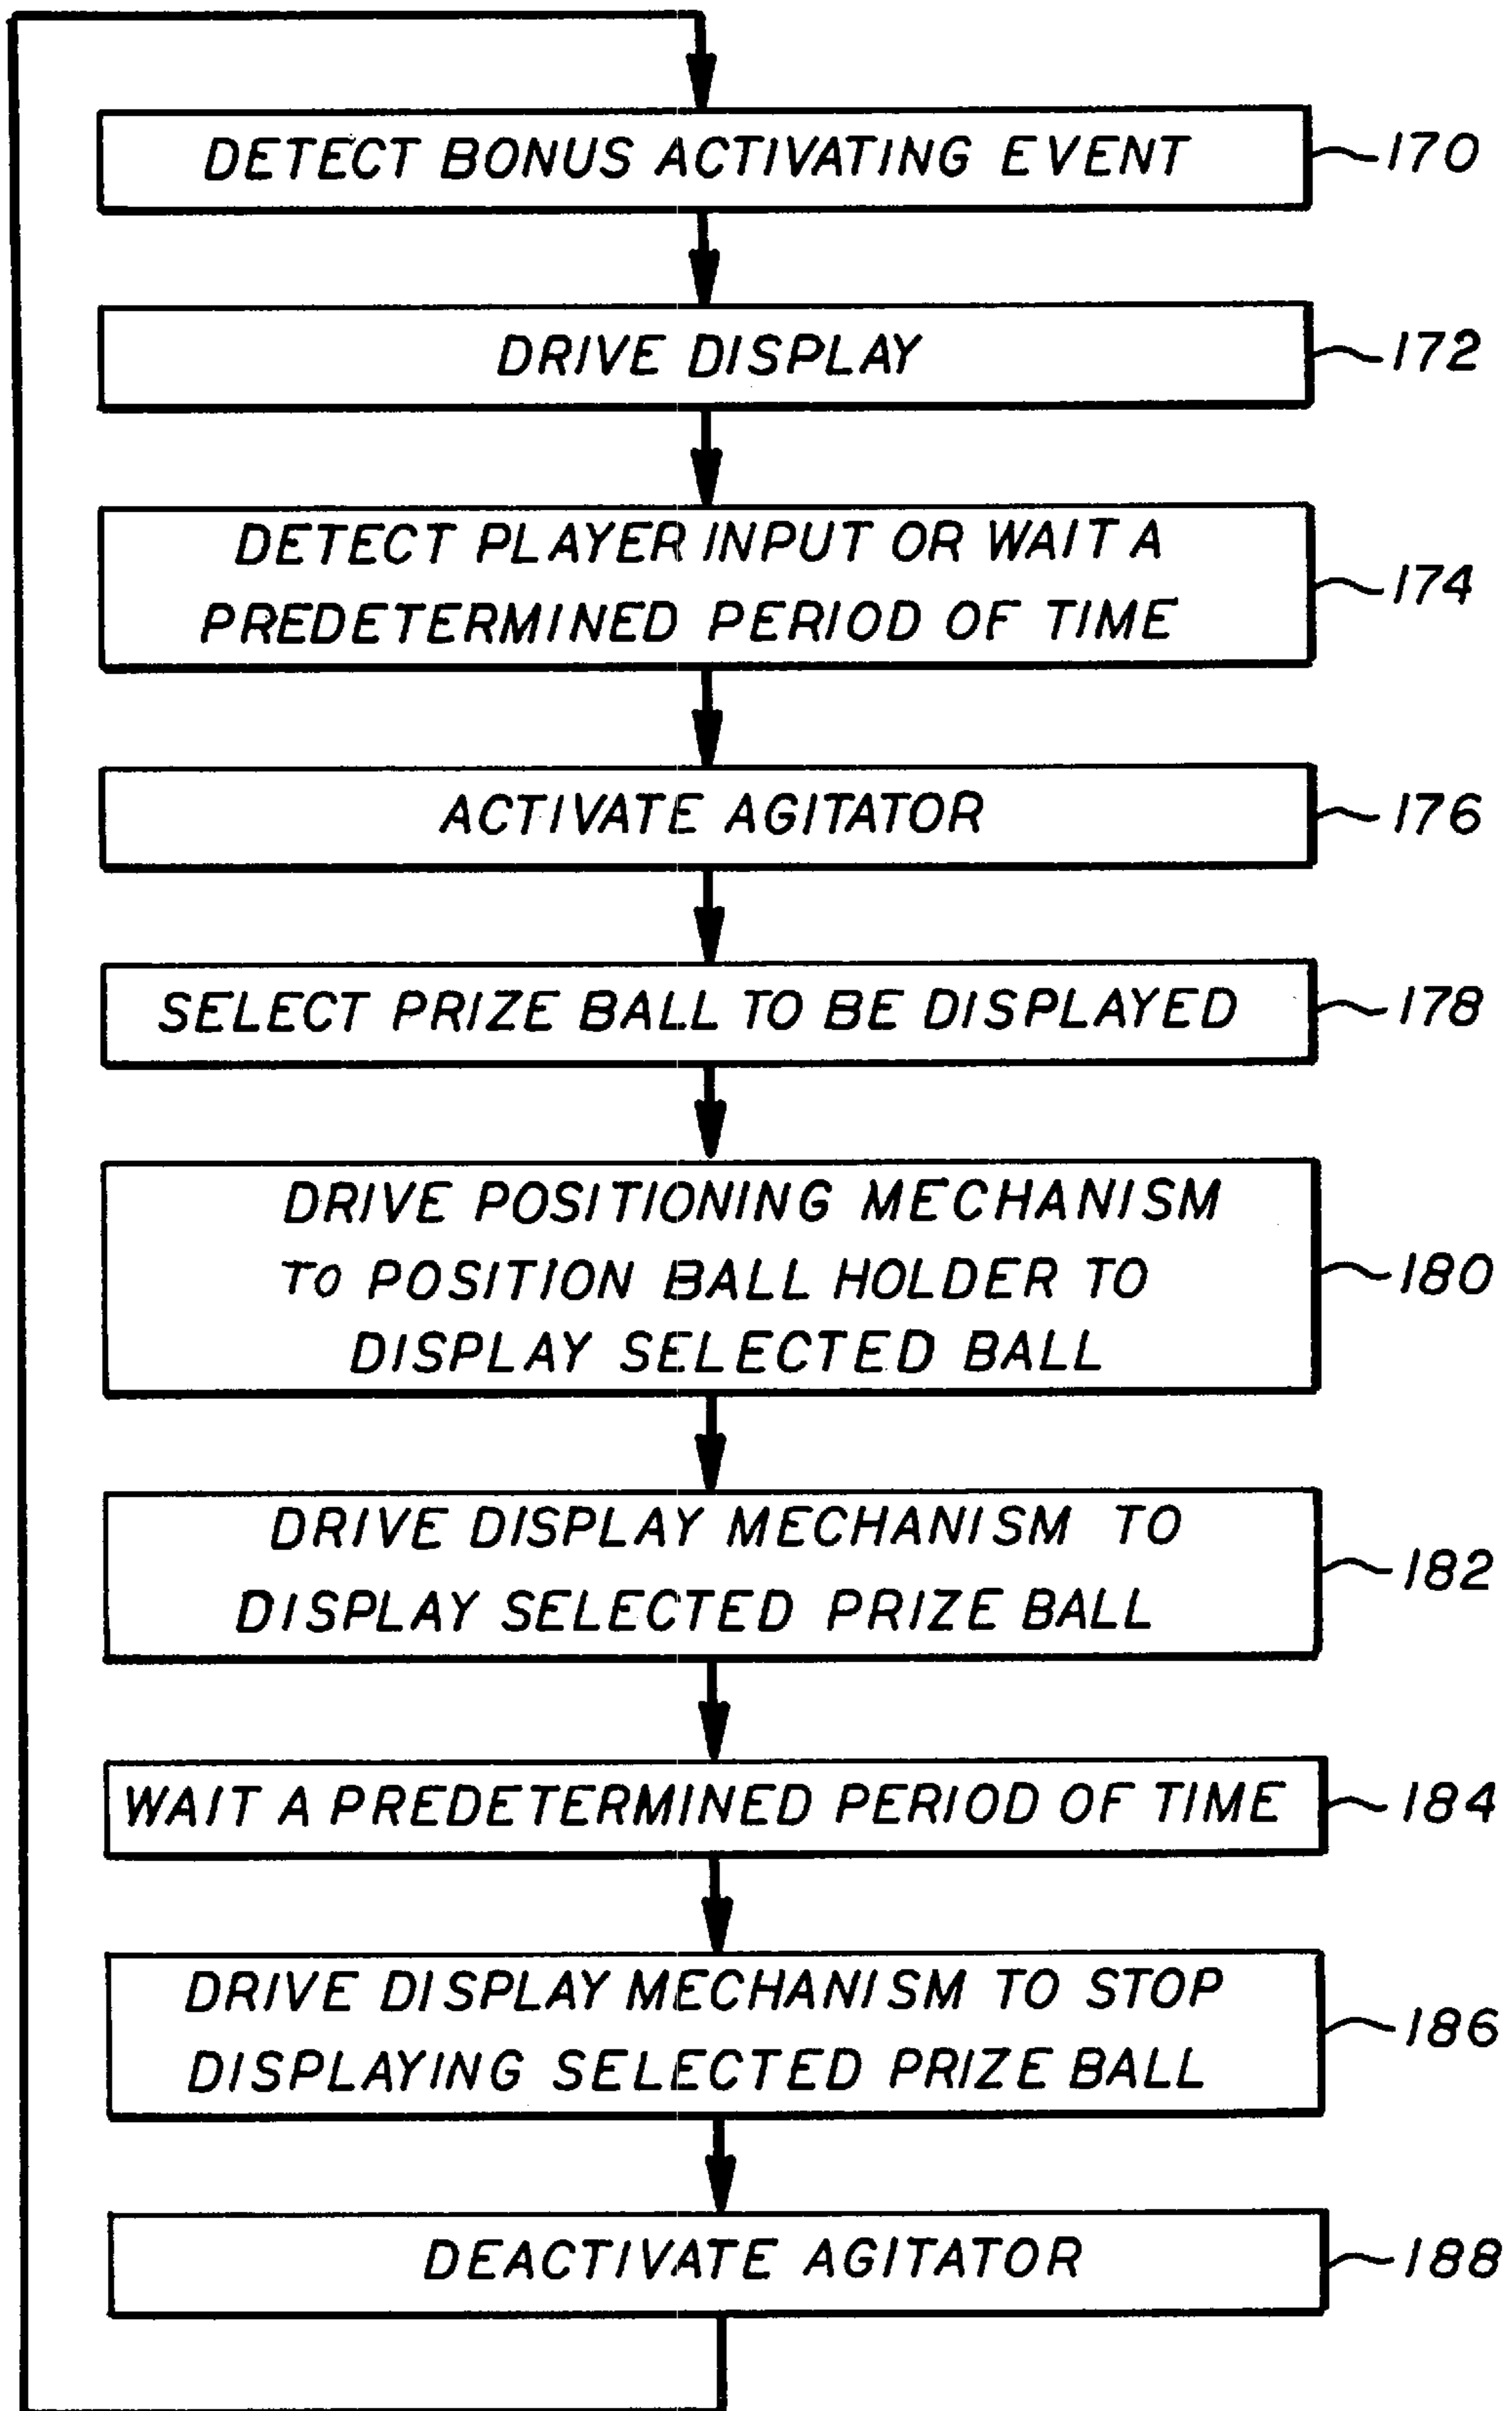 DETECT BONUS ACTIVATING EVENT
170
DRIVE DISPLAY
172
DETECT PLAYER INPUT OR WAIT A
PREDETERMINED PERIOD OF TIME
174
ACTIVATE AGITATOR
176
SELECT PRIZE BALL TO BE DISPLAYED
178
DRIVE POSITIONING MECHANISM
TO POSITION BALL HOLDER TO
DISPLAY SELECTED BALL
180
DRIVE DISPLAY MECHANISM TO
DISPLAY SELECTED PRIZE BALL
182
WAIT A PREDETERMINED PERIOD OF TIME
184
DRIVE DISPLAY MECHANISM TO STOP
DISPLAYING SELECTED PRIZE BALL
186
DEACTIVATE AGITATOR
188